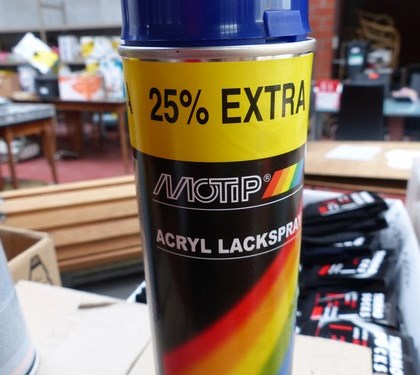 25% EXTRA
MOTIP®
ACRYL LACKSPRAY